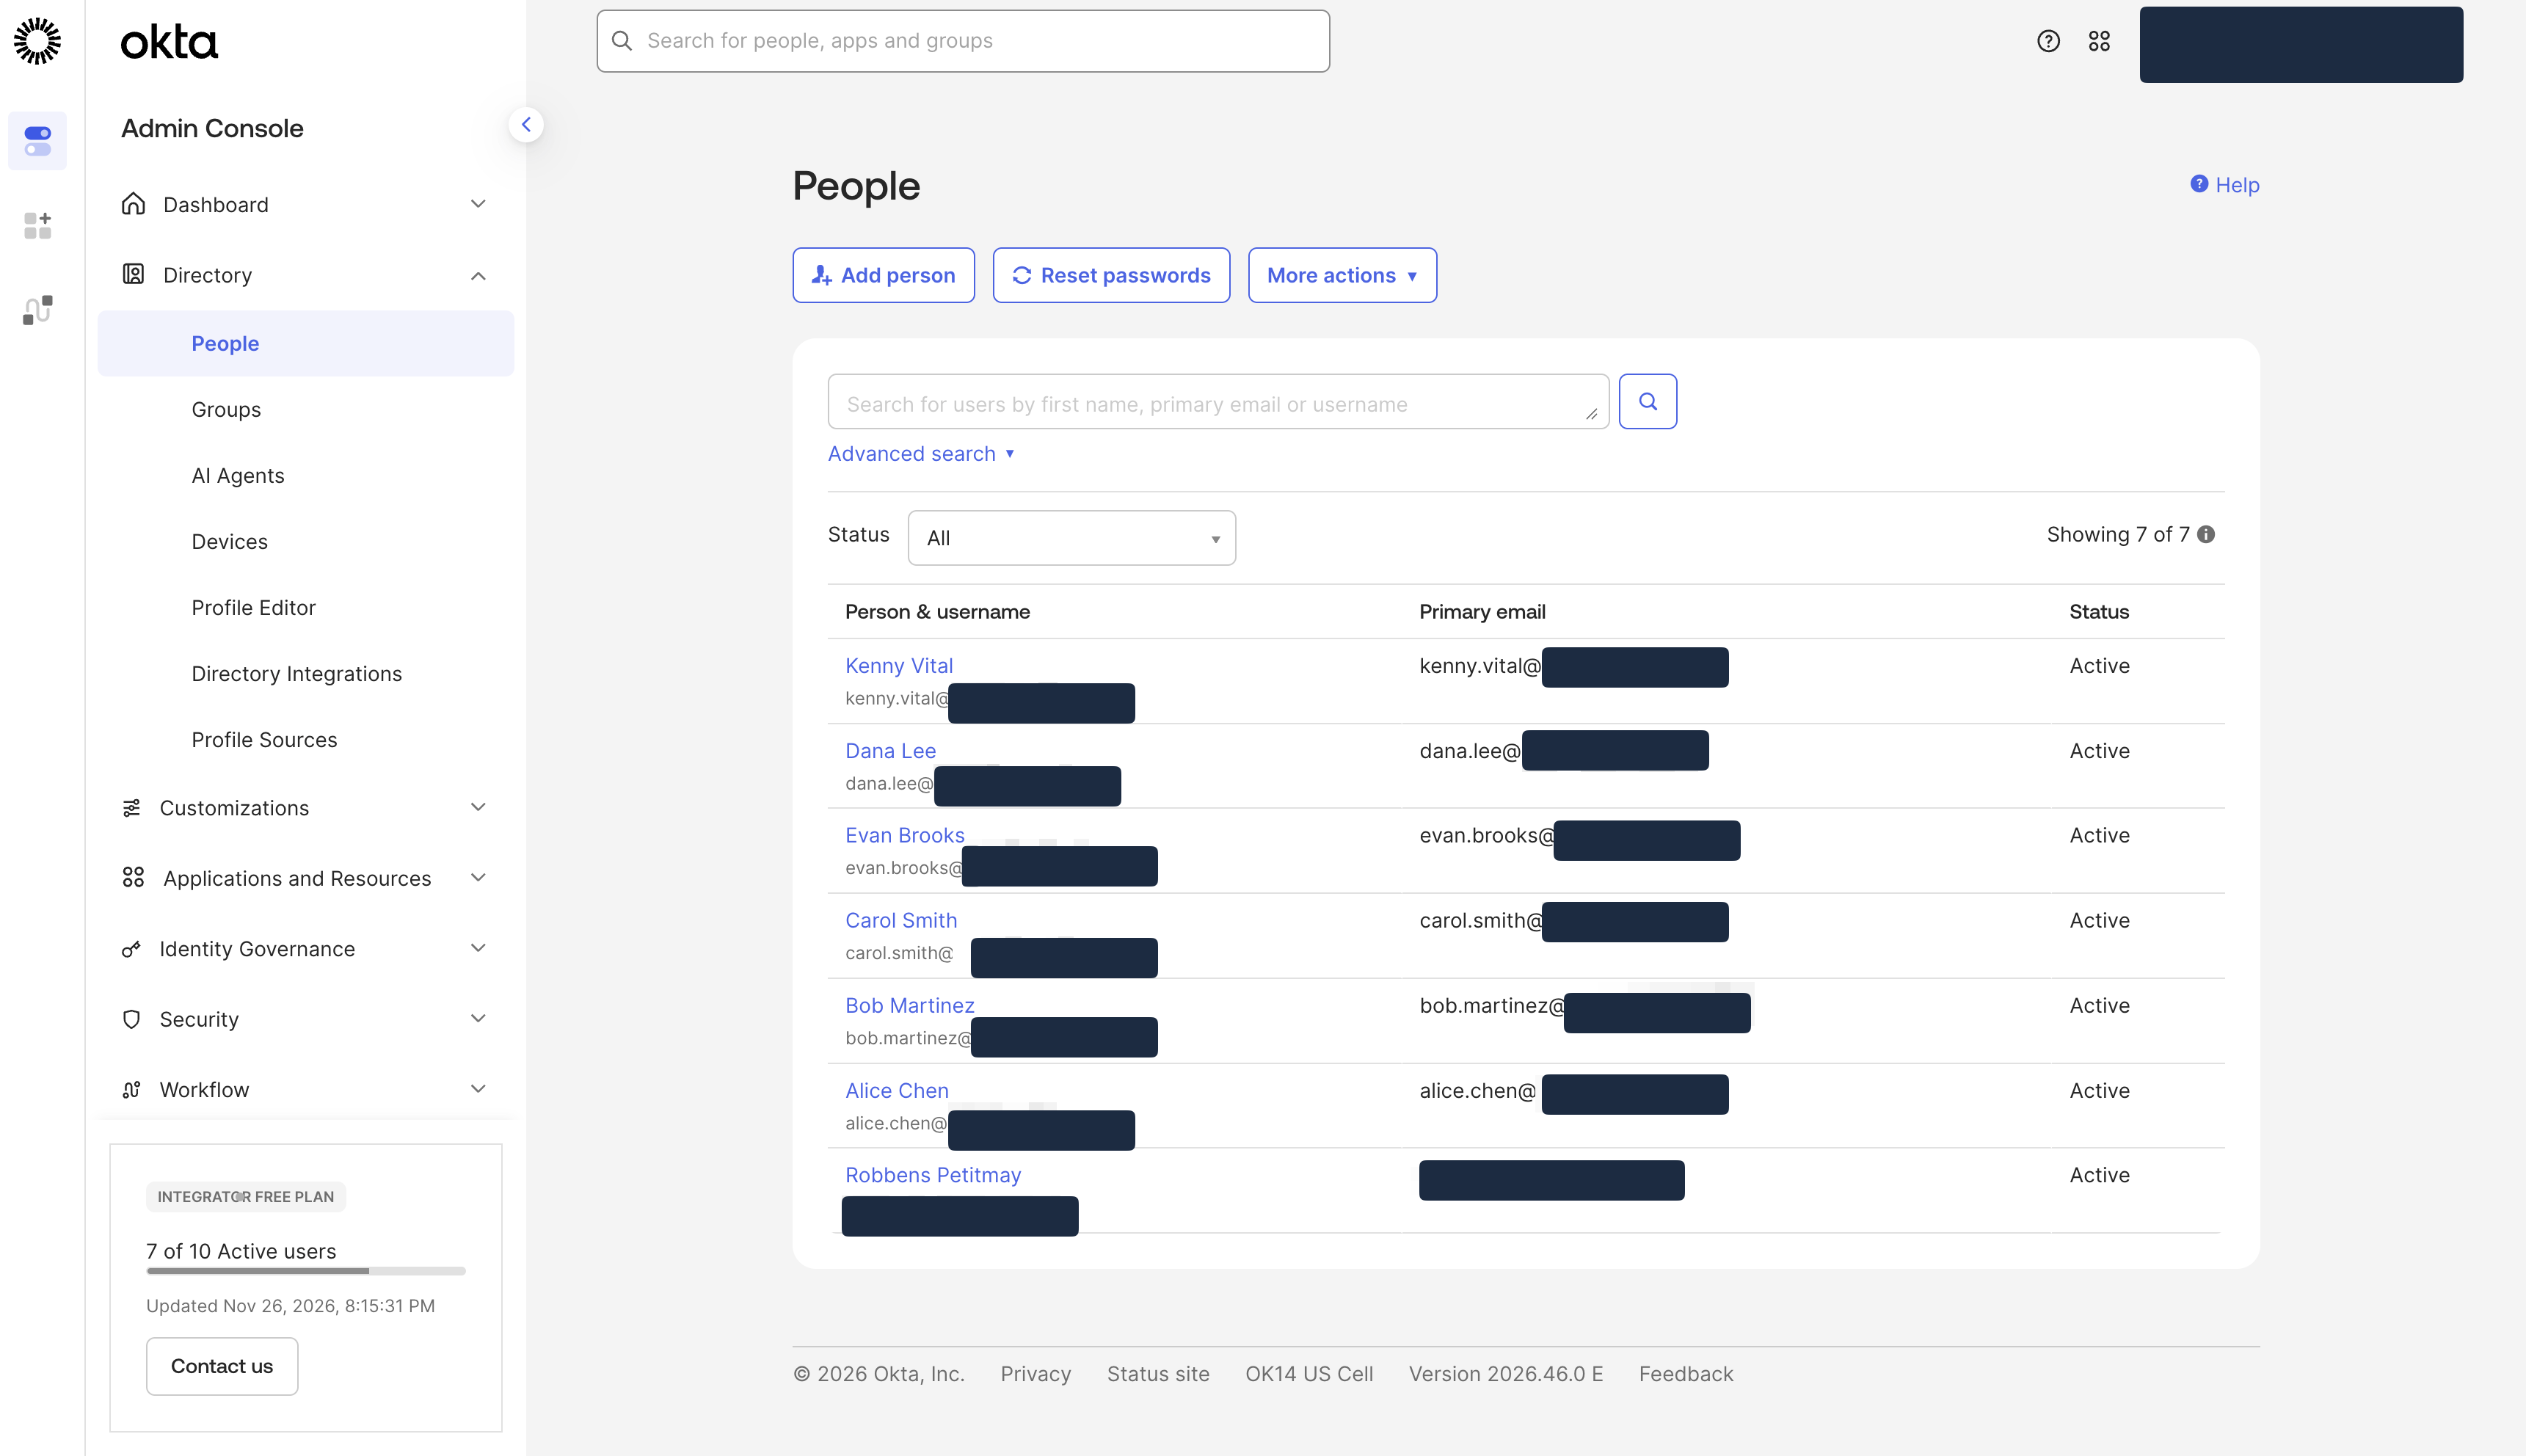 okta
Search for people, apps and groups
Admin Console
Dashboard
Directory
People
Groups
AI Agents
Devices
Profile Editor
Directory Integrations
Profile Sources
Customizations
Applications and Resources
Identity Governance
Security
Workflow
INTEGRATOR FREE PLAN
7 of 10 Active users
Updated Nov 26, 2026, 8:15:31 PM
Contact us
People
Help
Add person
Reset passwords
More actions
Search for users by first name, primary email or username
Advanced search
Status All Showing 7 of 7
Person & username Primary email Status
Kenny Vital kenny.vital@ Active
kenny.vital@
Dana Lee dana.lee@ Active
dana.lee@
Evan Brooks evan.brooks@ Active
evan.brooks@
Carol Smith carol.smith@ Active
carol.smith@
Bob Martinez bob.martinez@ Active
bob.martinez@
Alice Chen alice.chen@ Active
alice.chen@
Robbens Petitmay Active
© 2026 Okta, Inc. Privacy Status site OK14 US Cell Version 2026.46.0 E Feedback